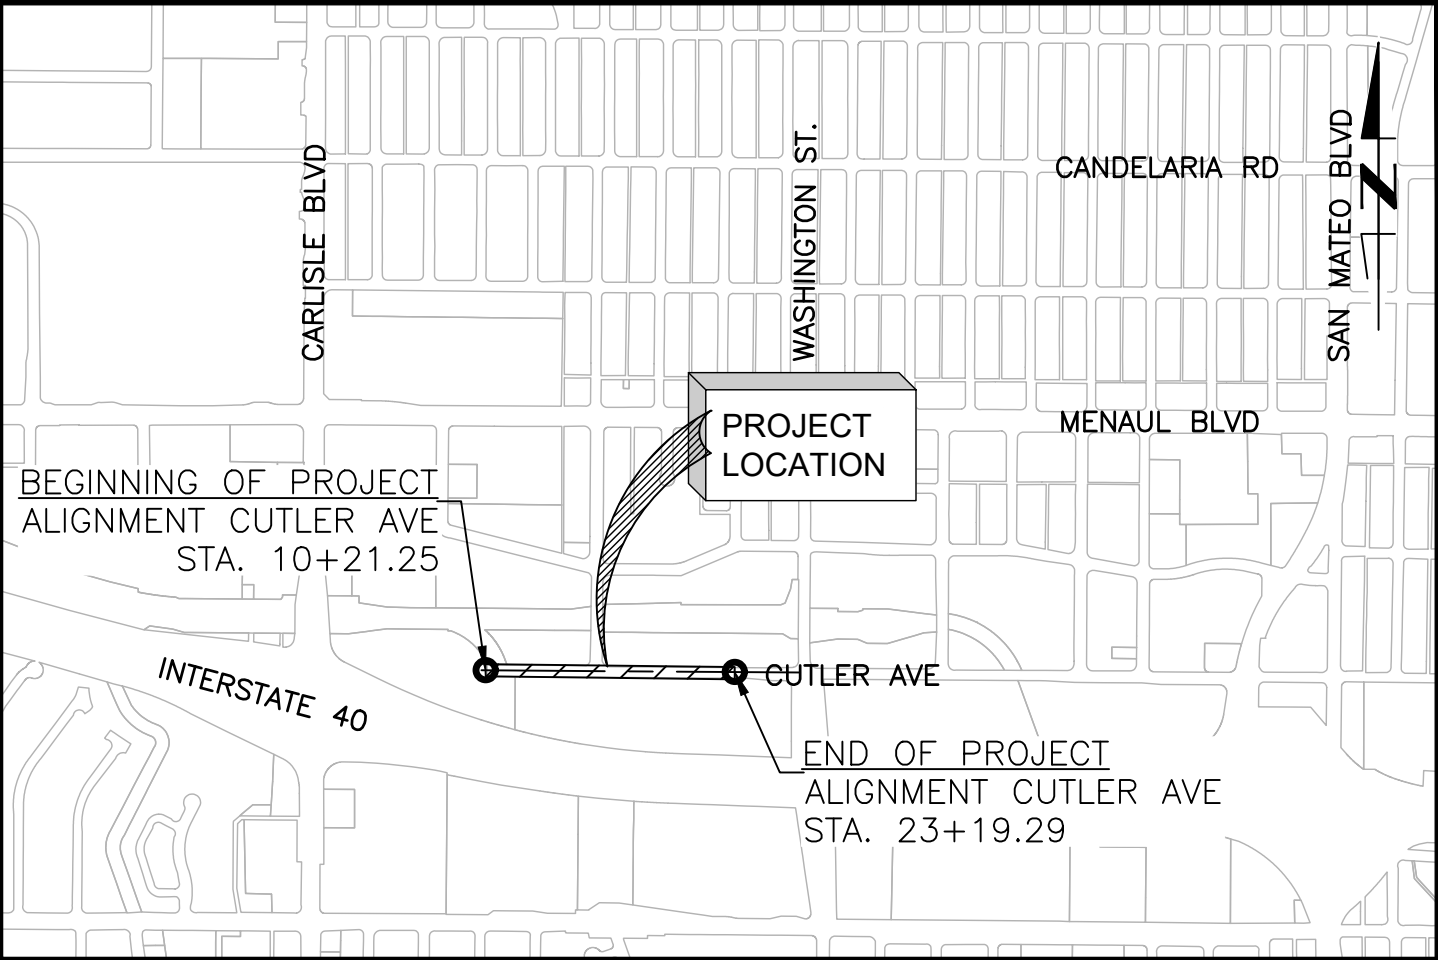 CARLISLE BLVD
WASHINGTON ST.
CANDELARIA RD
SAN MATEO BLVD
N
PROJECT
LOCATION
MENAUL BLVD
BEGINNING OF PROJECT
ALIGNMENT CUTLER AVE
STA. 10+21.25
INTERSTATE 40
CUTLER AVE
END OF PROJECT
ALIGNMENT CUTLER AVE
STA. 23+19.29